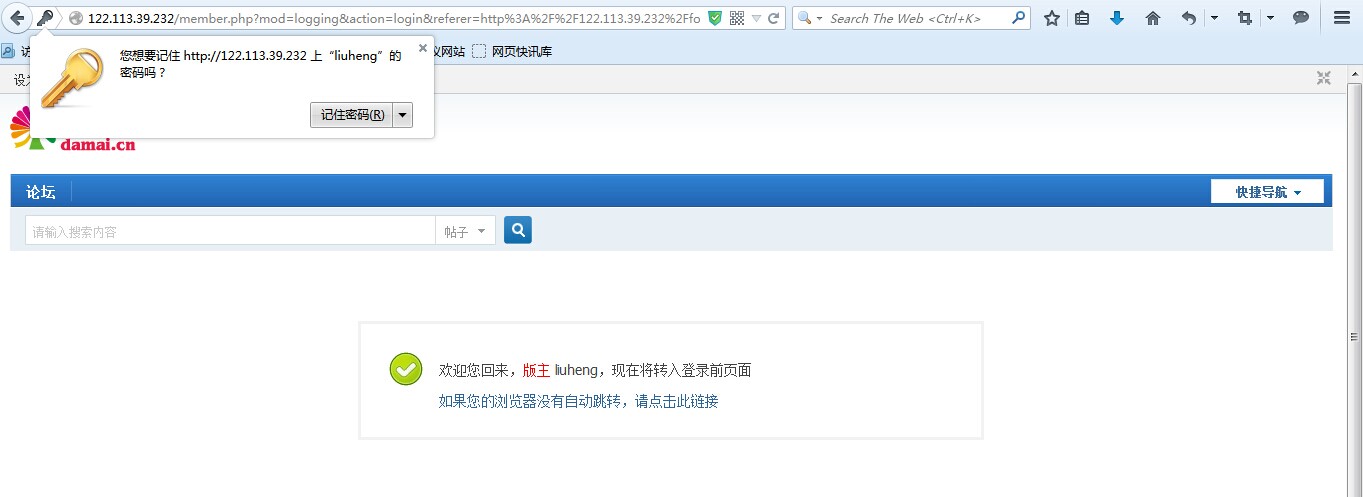 122.113.39.232/member.php?mod=logging&action=login&referer=http%3A%2F%2F122.113.39.232%2Ffo
Search The Web <Ctrl+K>
您想要记住 http://122.113.39.232 上“liuheng”的
密码吗？
记住密码(R)
议网站
网页快讯库
damai.cn
论坛
快捷导航
请输入搜索内容
帖子
欢迎您回来，版主 liuheng，现在将转入登录前页面
如果您的浏览器没有自动跳转，请点击此链接